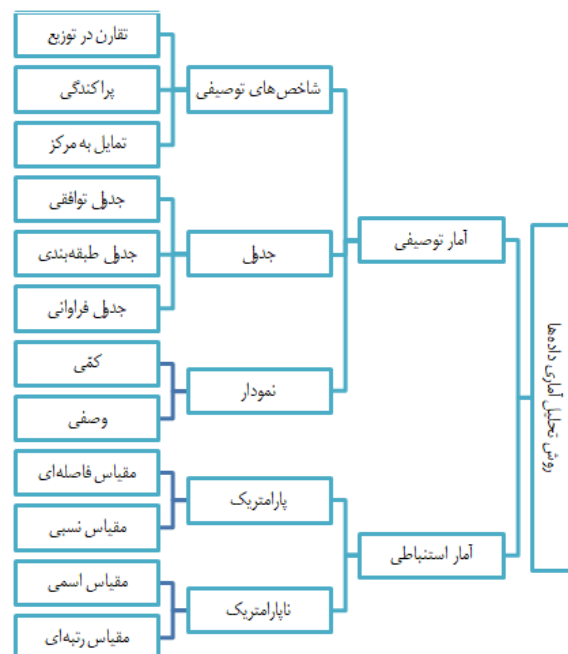 روش تحلیل آماری داده‌ها
آمار توصیفی
شاخص‌های توصیفی
تقارن در توزیع
پراکندگی
تمایل به مرکز
جدول
جدول توافقی
جدول طبقه‌بندی
جدول فراوانی
نمودار
کمّی
وصفی
آمار استنباطی
پارامتریک
مقیاس فاصله‌ای
مقیاس نسبی
ناپارامتریک
مقیاس اسمی
مقیاس رتبه‌ای